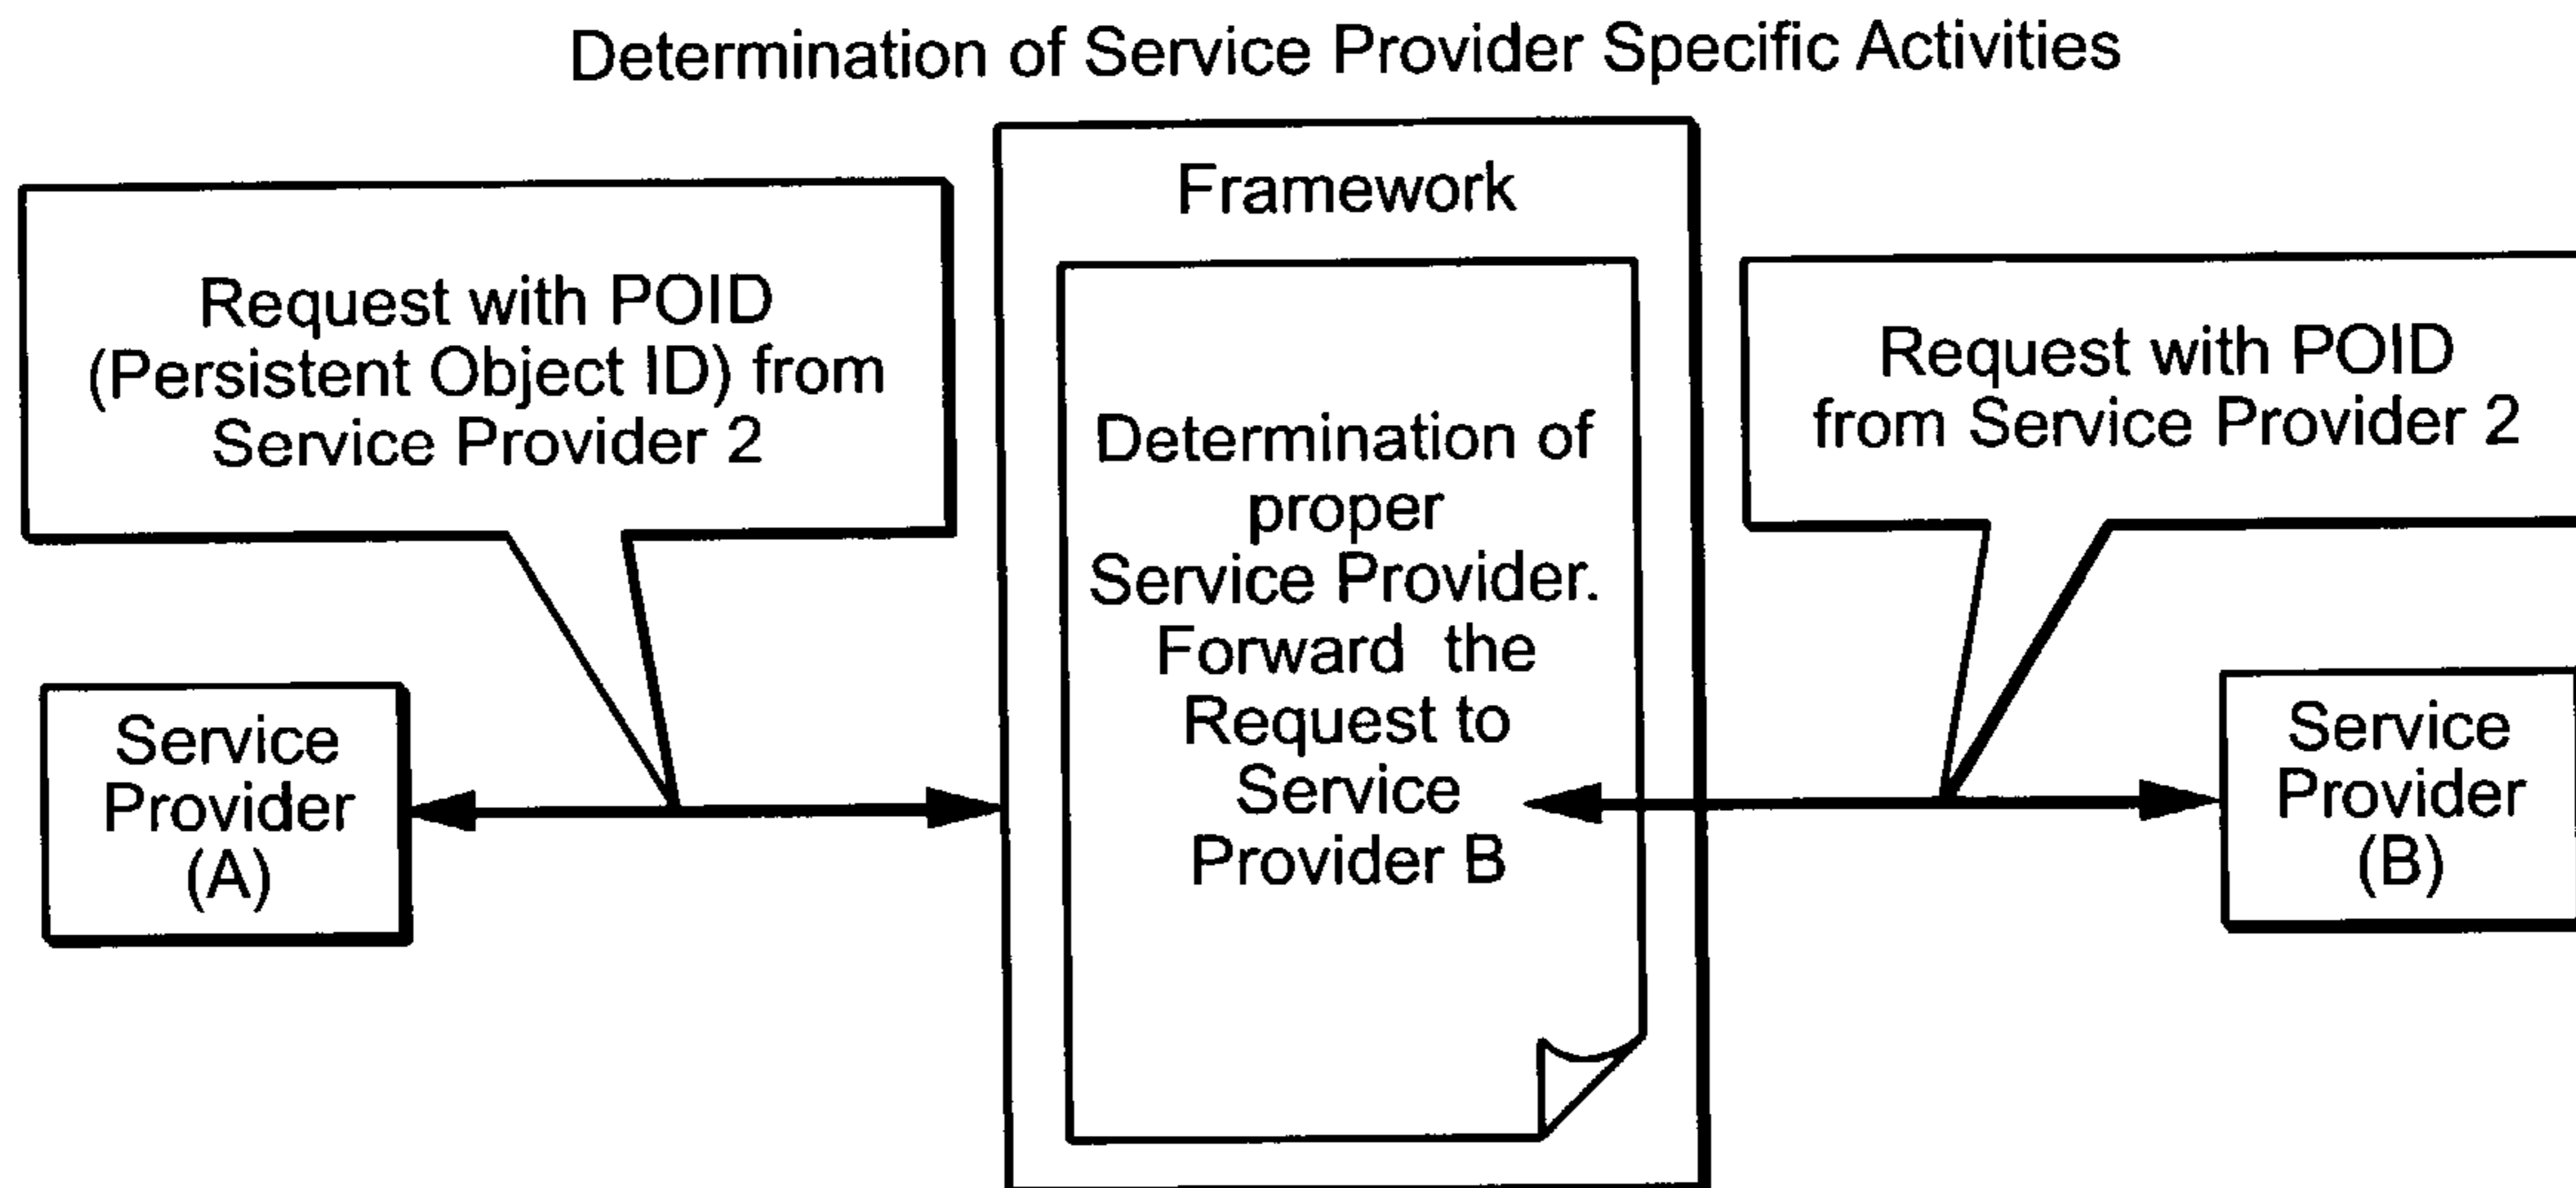 Determination of Service Provider Specific Activities
Request with POID
(Persistent Object ID) from
Service Provider 2
Framework
Determination of
proper
Service Provider.
Forward the
Request to
Service
Provider B
Request with POID
from Service Provider 2
Service
Provider
(A)
Service
Provider
(B)